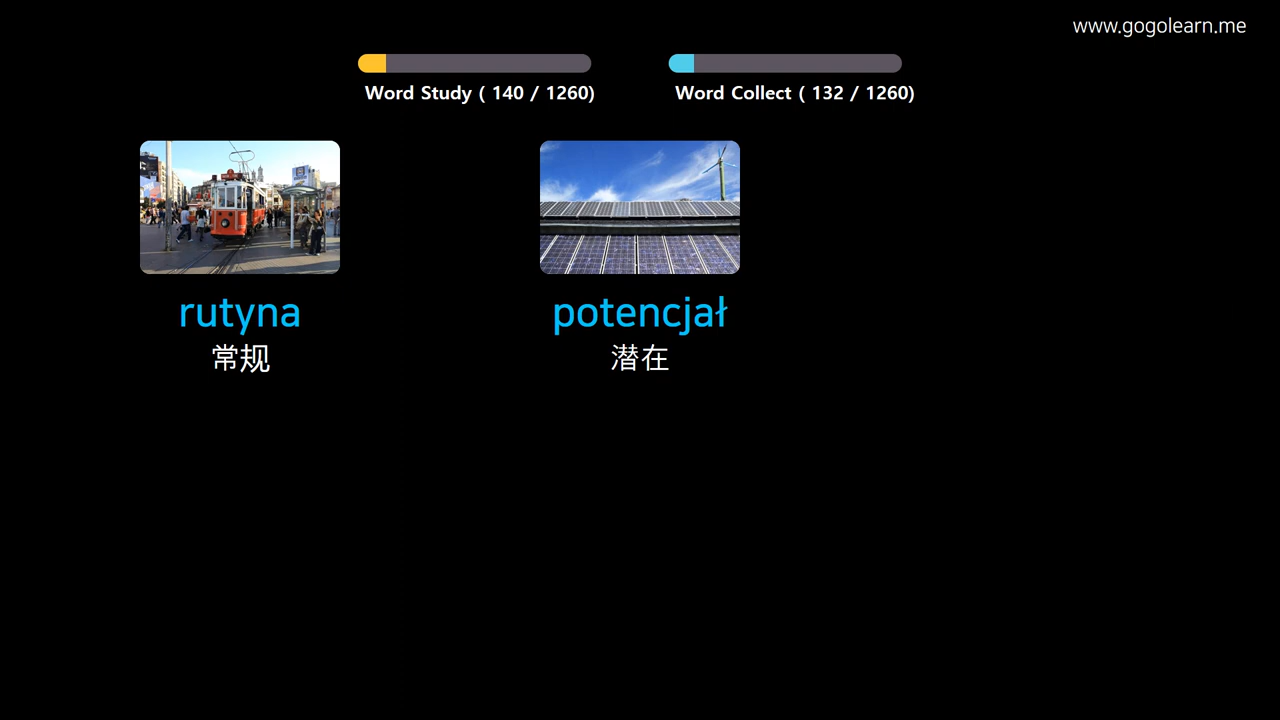 www.gogolearn.me
Word Study ( 140 / 1260)
Word Collect ( 132 / 1260)
rutyna
常规
potencjał
潜在